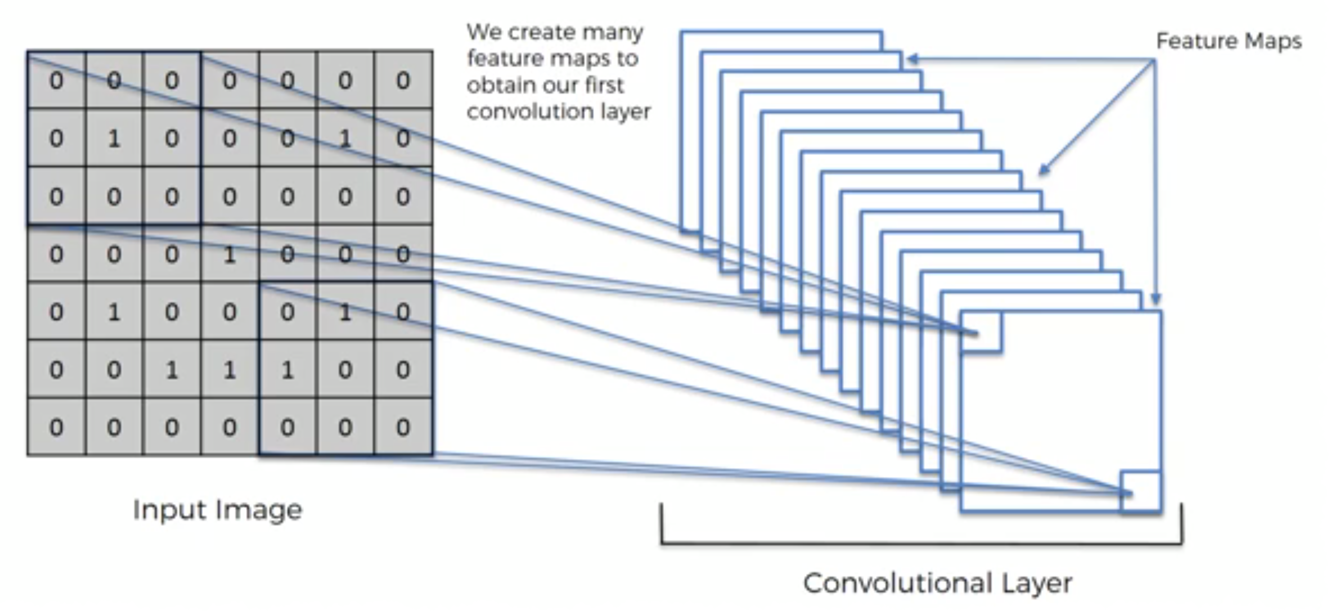 We create many
feature maps to
obtain our first
convolution layer
Feature Maps
0 0 0 0 0 0 0
0 1 0 0 0 1 0
0 0 0 0 0 0 0
0 0 0 1 0 0 0
0 1 0 0 0 1 0
0 0 1 1 1 0 0
0 0 0 0 0 0 0
Input Image
Convolutional Layer